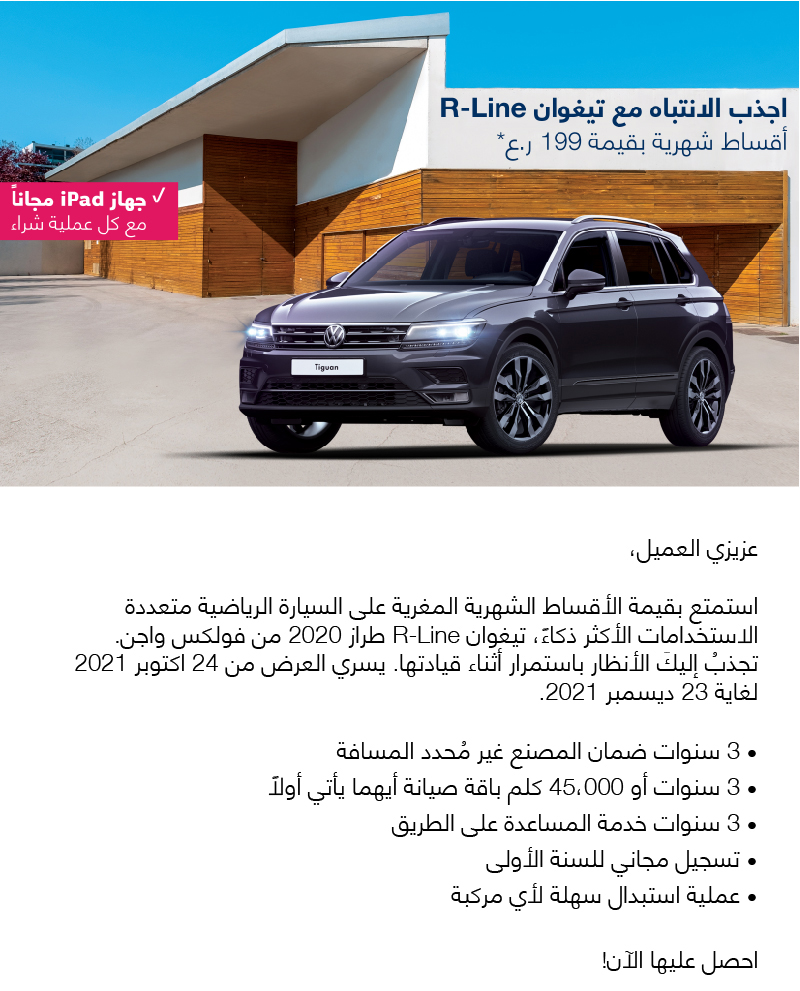 اجذب الانتباه مع تيغوان R-Line
أقساط شهرية بقيمة 199 ر.ع*
✓ جهاز iPad مجاناً
مع كل عملية شراء
Tiguan
عزيزي العميل،
استمتع بقيمة الأقساط الشهرية المغرية على السيارة الرياضية متعددة
الاستخدامات الأكثر ذكاءً، تيغوان R-Line طراز 2020 من فولكس واجن.
تجذبُ إليكَ الأنظار باستمرار أثناء قيادتها. يسري العرض من 24 اكتوبر 2021
لغاية 23 ديسمبر 2021.
• 3 سنوات ضمان المصنع غير مُحدد المسافة
• 3 سنوات أو 45،000 كلم باقة صيانة أيهما يأتي أولاً
• 3 سنوات خدمة المساعدة على الطريق
• تسجيل مجاني للسنة الأولى
• عملية استبدال سهلة لأي مركبة
احصل عليها الآن!